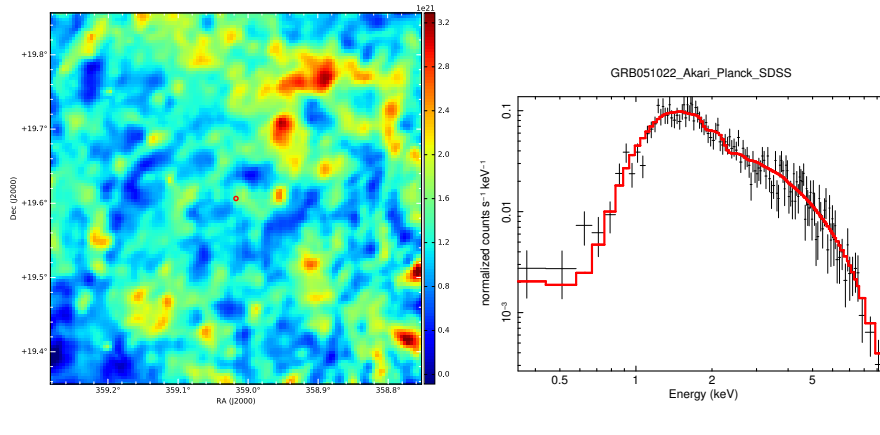 1e21
3.2
2.8
2.4
2.0
1.6
1.2
0.8
0.4
0.0
+19.8°
+19.7°
+19.6°
+19.5°
+19.4°
Dec (J2000)
359.2° 359.1° 359.0° 358.9° 358.8°
RA (J2000)
GRB051022_Akari_Planck_SDSS
normalized counts s⁻¹ keV⁻¹
0.1
0.01
10⁻³
0.5 1 2 5
Energy (keV)